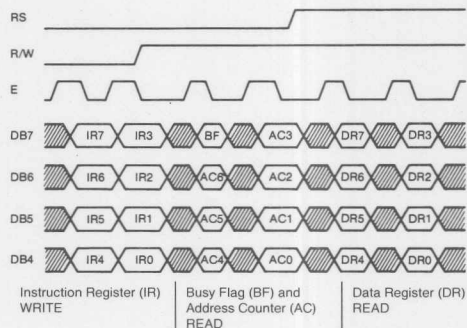 RS
R/W
E
DB7 IR7 IR3 BF AC3 DR7 DR3
DB6 IR6 IR2 AC6 AC2 DR6 DR2
DB5 IR5 IR1 AC5 AC1 DR5 DR1
DB4 IR4 IR0 AC4 AC0 DR4 DR0
Instruction Register (IR) Busy Flag (BF) and Data Register (DR)
WRITE Address Counter (AC) READ
READ